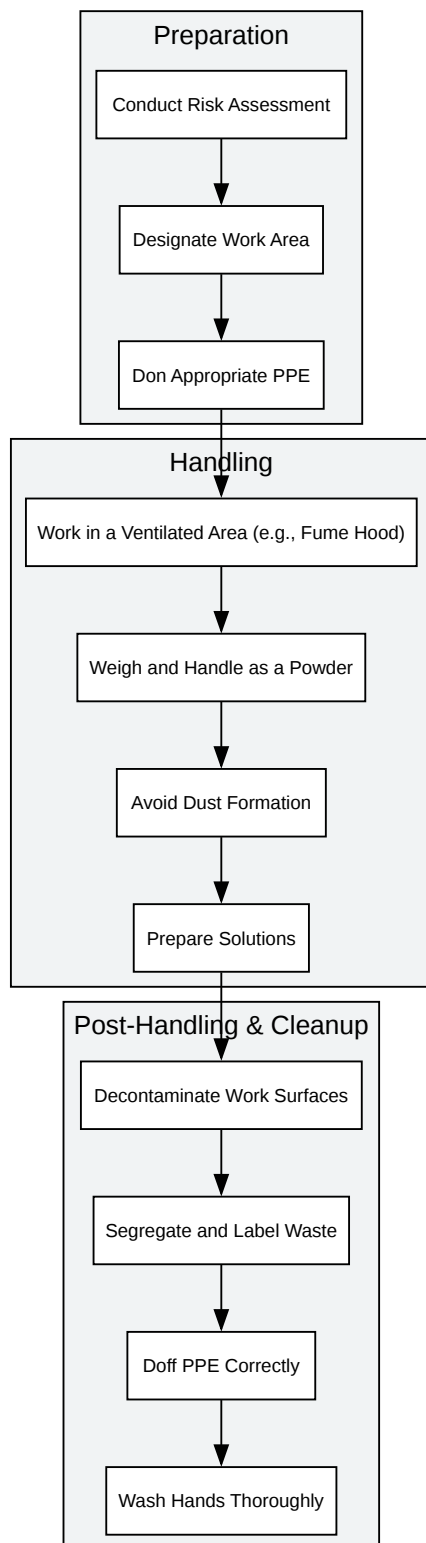 Preparation
Conduct Risk Assessment
Designate Work Area
Don Appropriate PPE
Handling
Work in a Ventilated Area (e.g., Fume Hood)
Weigh and Handle as a Powder
Avoid Dust Formation
Prepare Solutions
Post-Handling & Cleanup
Decontaminate Work Surfaces
Segregate and Label Waste
Doff PPE Correctly
Wash Hands Thoroughly